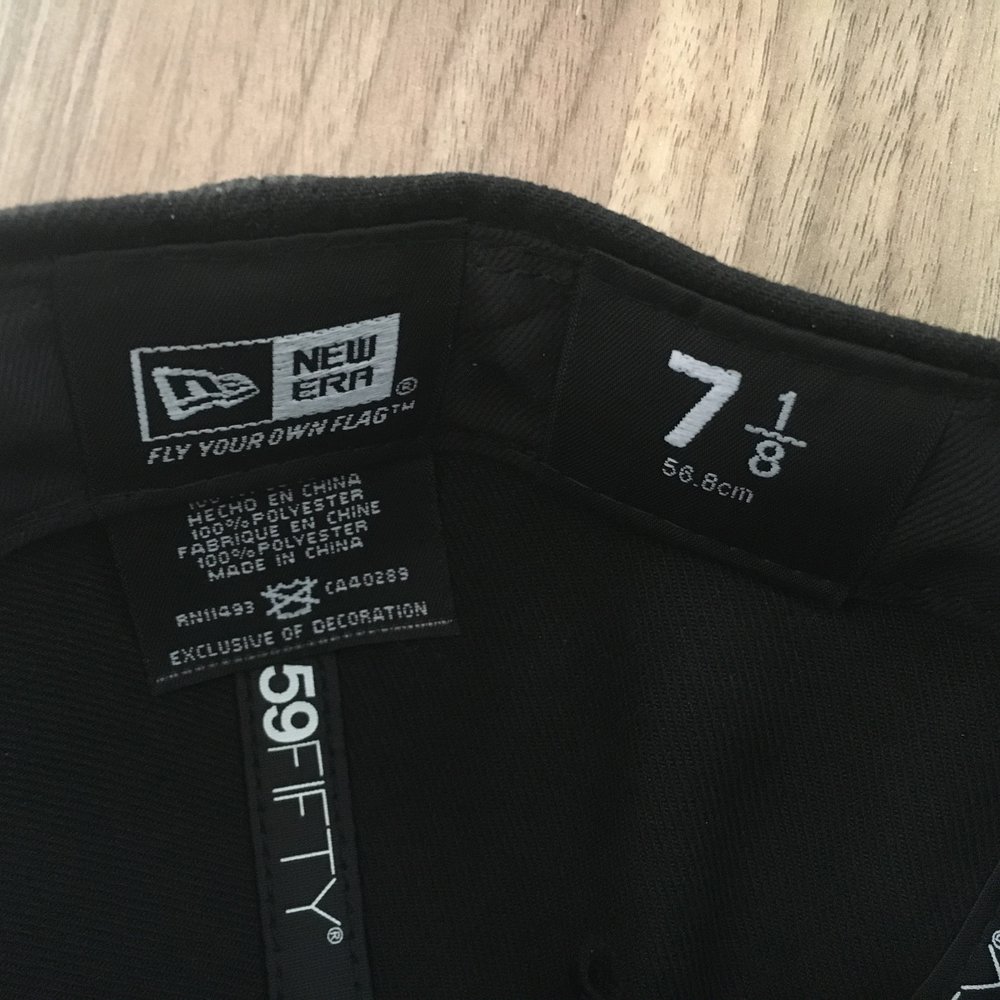 NEW
ERA®
FLY YOUR OWN FLAG™
7 1/8
56.8cm
HECHO EN CHINA
100% POLYESTER
FABRIQUE EN CHINE
100% POLYESTER
MADE IN CHINA
RN11493 CA40289
EXCLUSIVE OF DECORATION
59FIFTY®